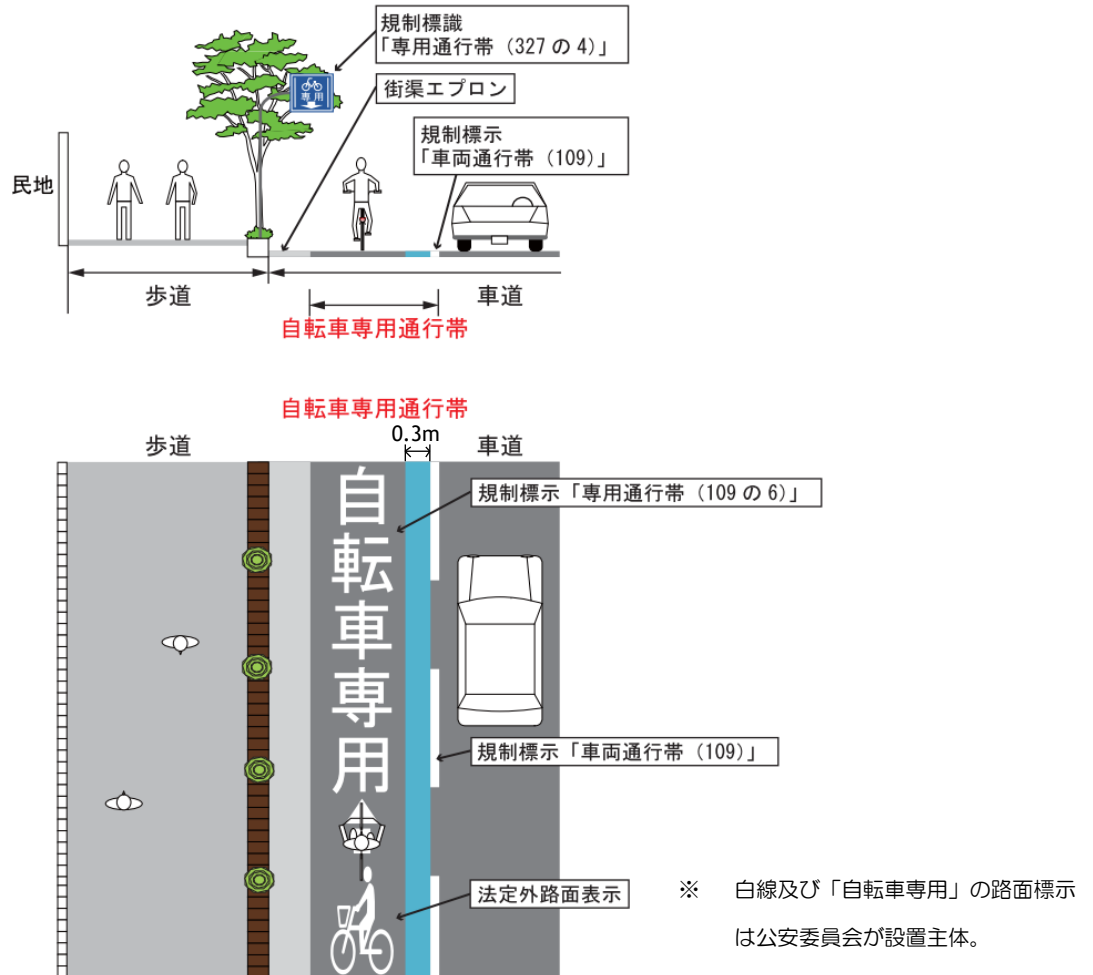 規制標識
「専用通行帯（327の4）」
専用
街渠エプロン
規制標示
「車両通行帯（109）」
民地
歩道
車道
自転車専用通行帯
自転車専用通行帯
歩道
0.3m
車道
自転車専用
規制標示「専用通行帯（109の6）」
規制標示「車両通行帯（109）」
法定外路面表示
※　白線及び「自転車専用」の路面標示
は公安委員会が設置主体。